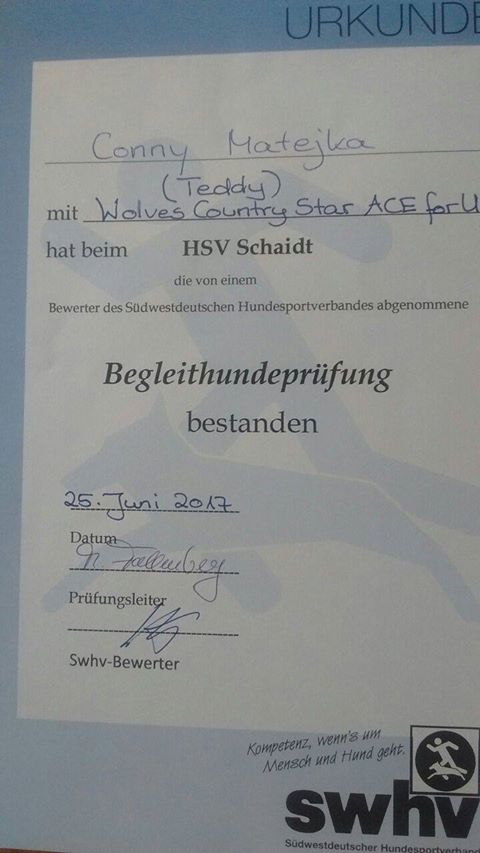 URKUNDE
Conny Matejka
(Teddy)
mit Wolves Country Star ACE forU
hat beim HSV Schaidt
die von einem
Bewerter des Südwestdeutschen Hundesportverbandes abgenommene
Begleithundeprüfung
bestanden
25. Juni 2017
Datum
Prüfungsleiter
Swhv-Bewerter
Kompetenz, wenn's um
Mensch und Hund geht.
swhv
Südwestdeutscher Hundesportverband